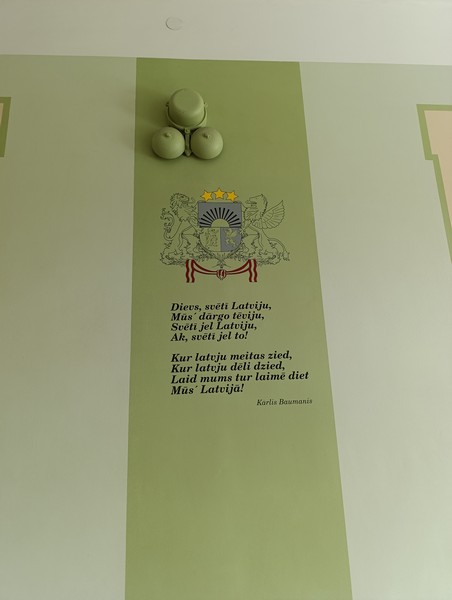 Dievs, svētī Latviju,
Mūs´ dārgo tēviju,
Svētī jel Latviju,
Ak, svētī jel to!
Kur latvju meitas zied,
Kur latvju dēli dzied,
Laid mums tur laimē diet
Mūs´ Latvijā!
Karlis Baumanis